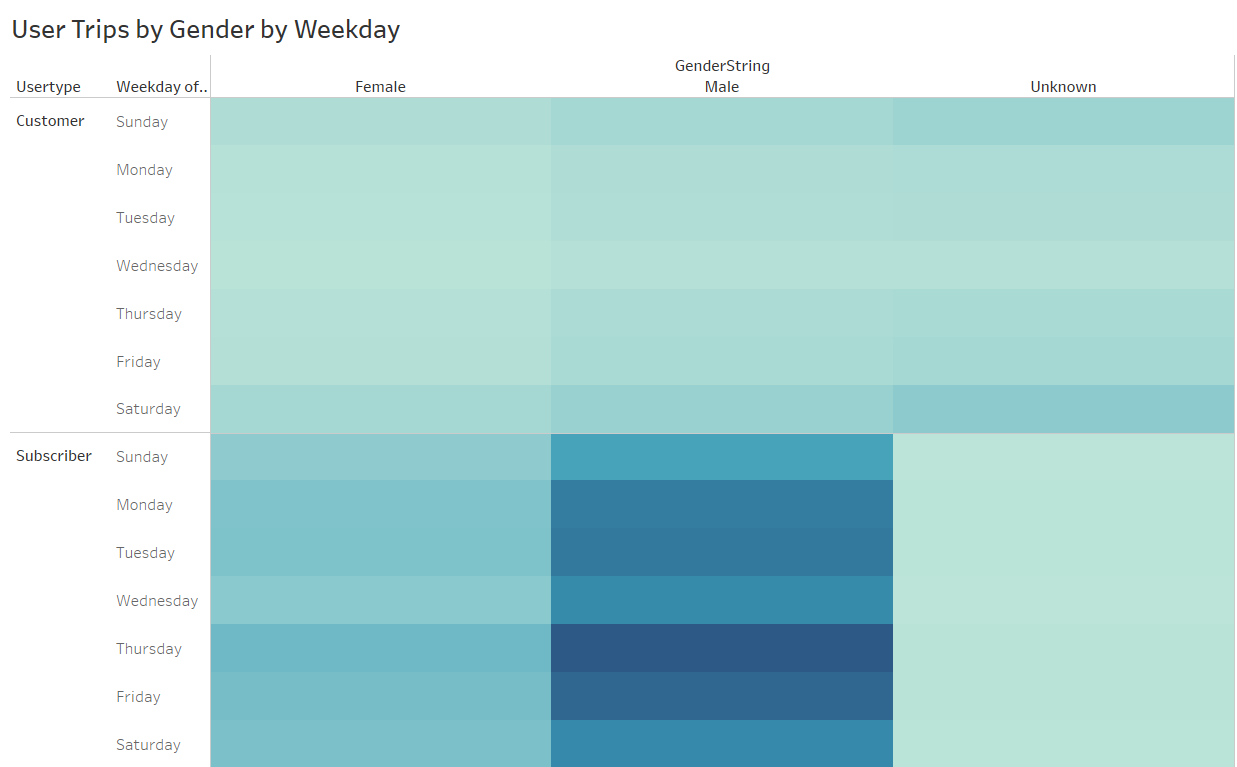 User Trips by Gender by Weekday
GenderString
Usertype Weekday of.. Female Male Unknown
Customer Sunday
Monday
Tuesday
Wednesday
Thursday
Friday
Saturday
Subscriber Sunday
Monday
Tuesday
Wednesday
Thursday
Friday
Saturday